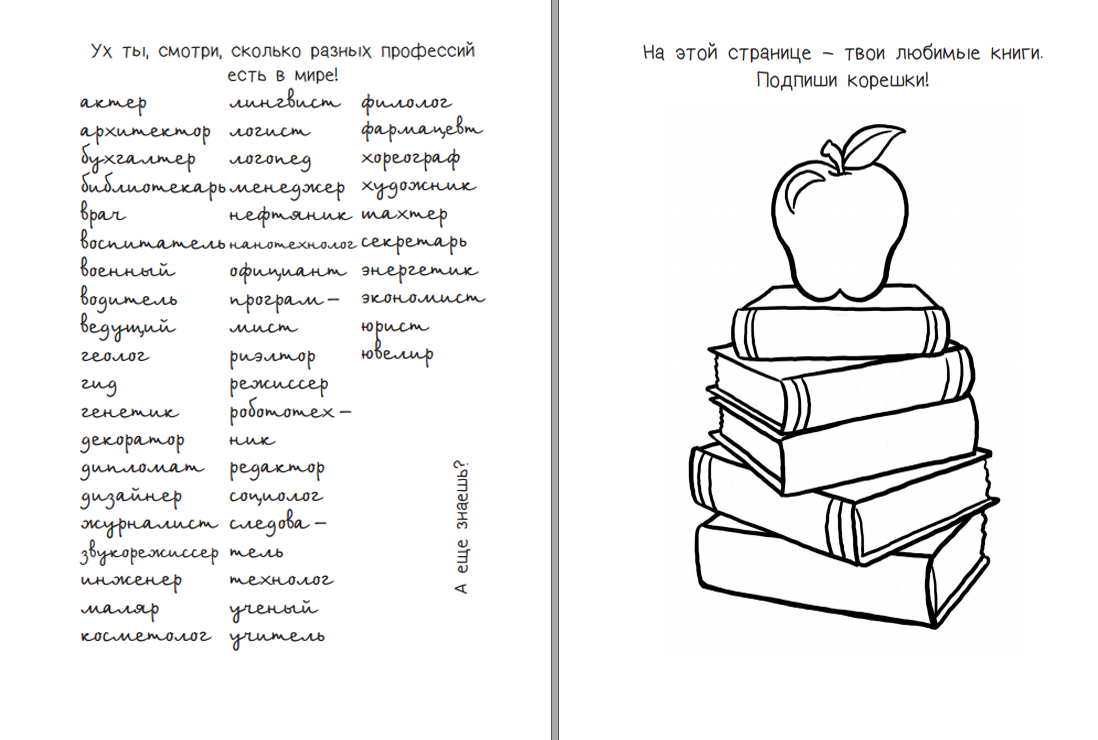 Ух ты, смотри, сколько разных профессий
есть в мире!
актер
архитектор
бухгалтер
библиотекарь
врач
воспитатель
военный
водитель
ведущий
геолог
гид
генетик
декоратор
дипломат
дизайнер
журналист
звукорежиссер
инженер
маляр
косметолог
лингвист
логист
логопед
менеджер
нефтяник
нанотехнолог
официант
програм-
мист
риэлтор
режиссер
робототех-
ник
редактор
социолог
следова-
тель
технолог
ученый
учитель
филолог
фармацевт
хореограф
художник
шахтер
секретарь
энергетик
экономист
юрист
ювелир
А еще знаешь?
На этой странице – твои любимые книги.
Подпиши корешки!